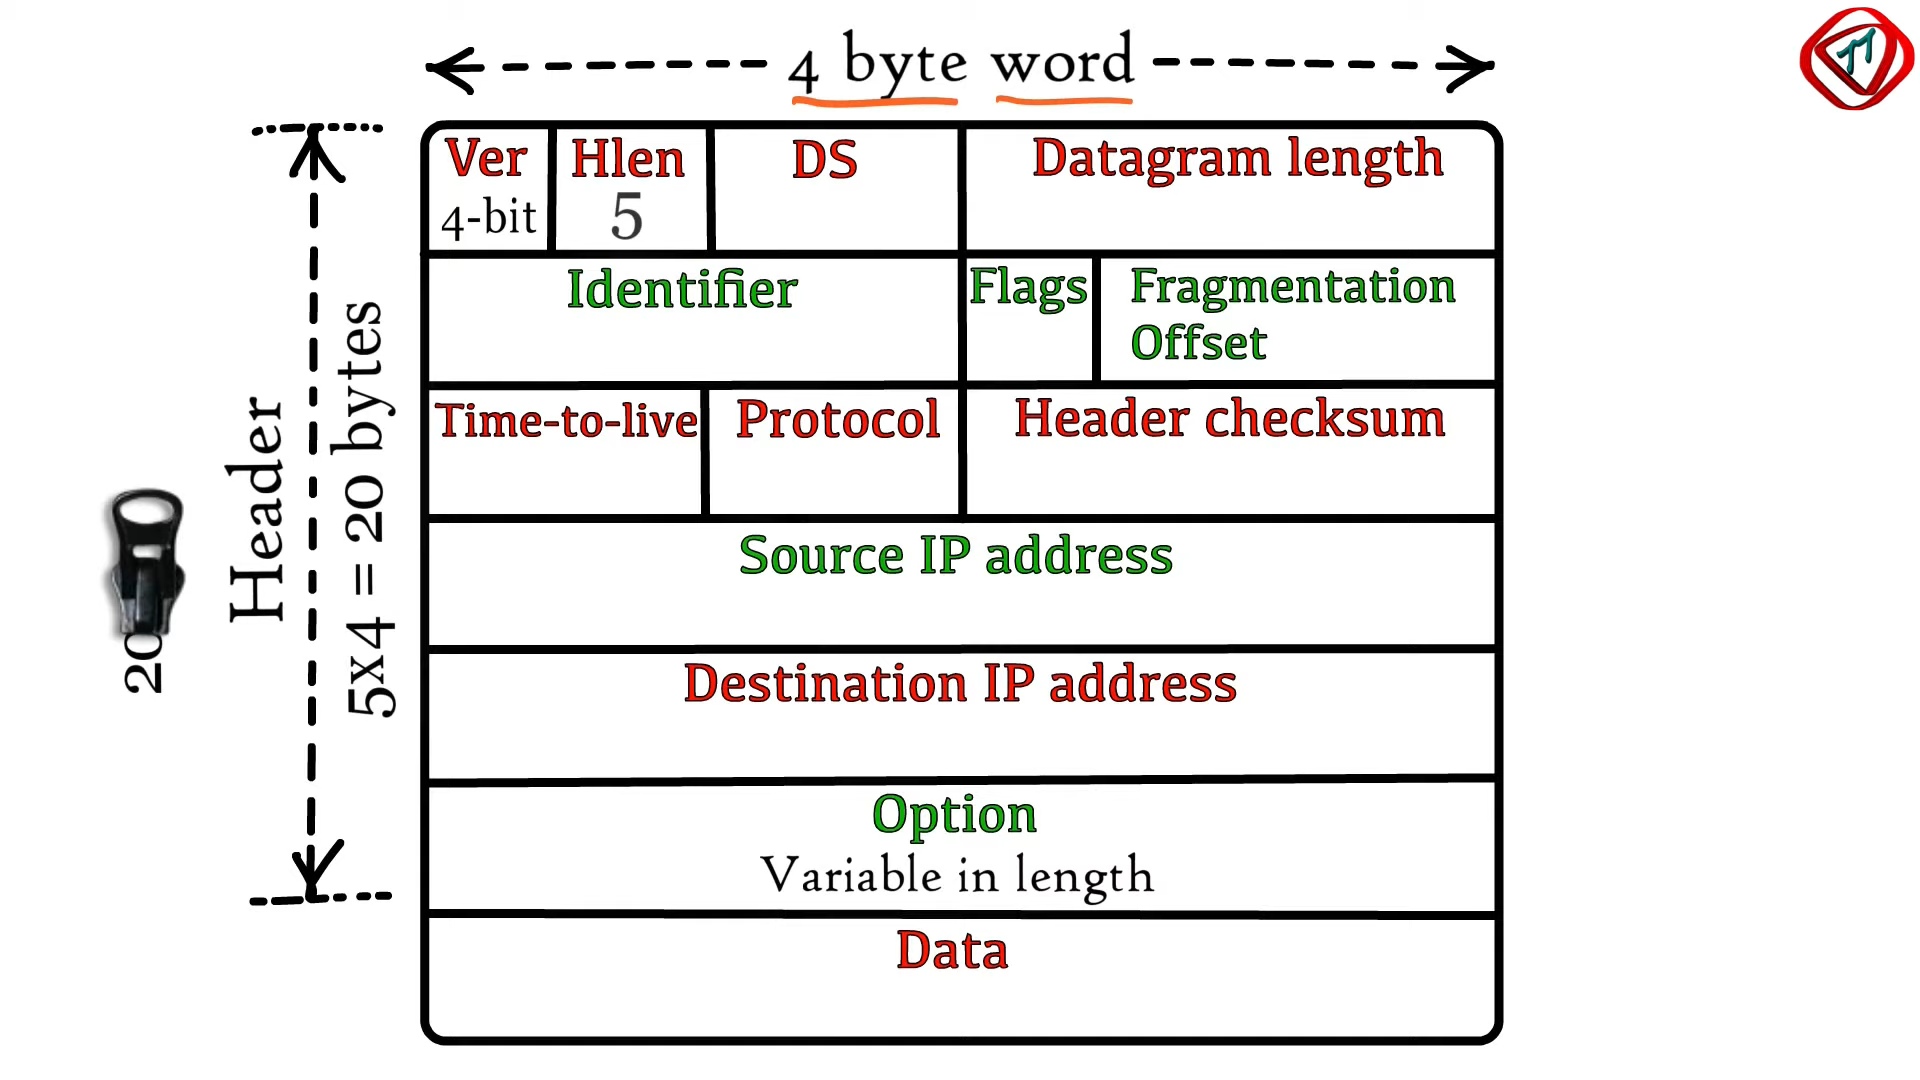 4 byte word
Ver
4-bit
Hlen
5
DS
Datagram length
Identifier
Flags
Fragmentation
Offset
Time-to-live
Protocol
Header checksum
Source IP address
Destination IP address
Option
Variable in length
Data
Header
5x4 = 20 bytes
20